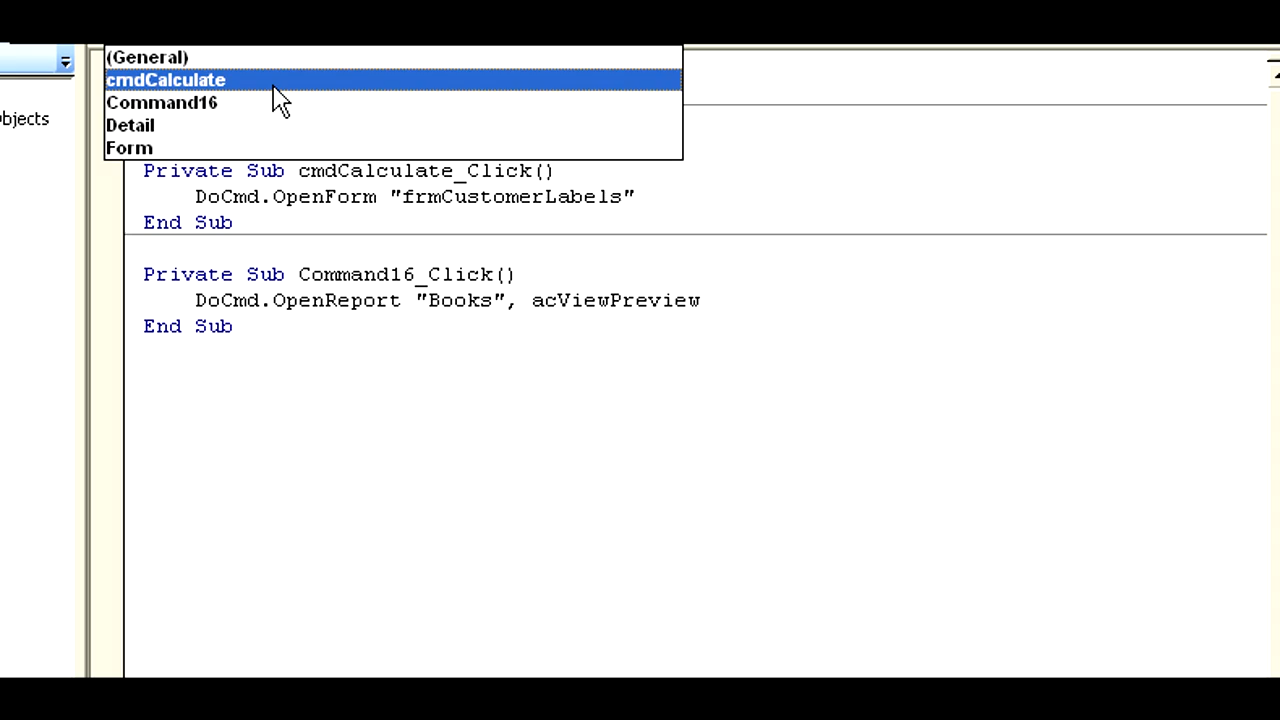 (General)
cmdCalculate
Command16
Detail
Form
bjects
Private Sub cmdCalculate_Click()
DoCmd.OpenForm "frmCustomerLabels"
End Sub
Private Sub Command16_Click()
DoCmd.OpenReport "Books", acViewPreview
End Sub